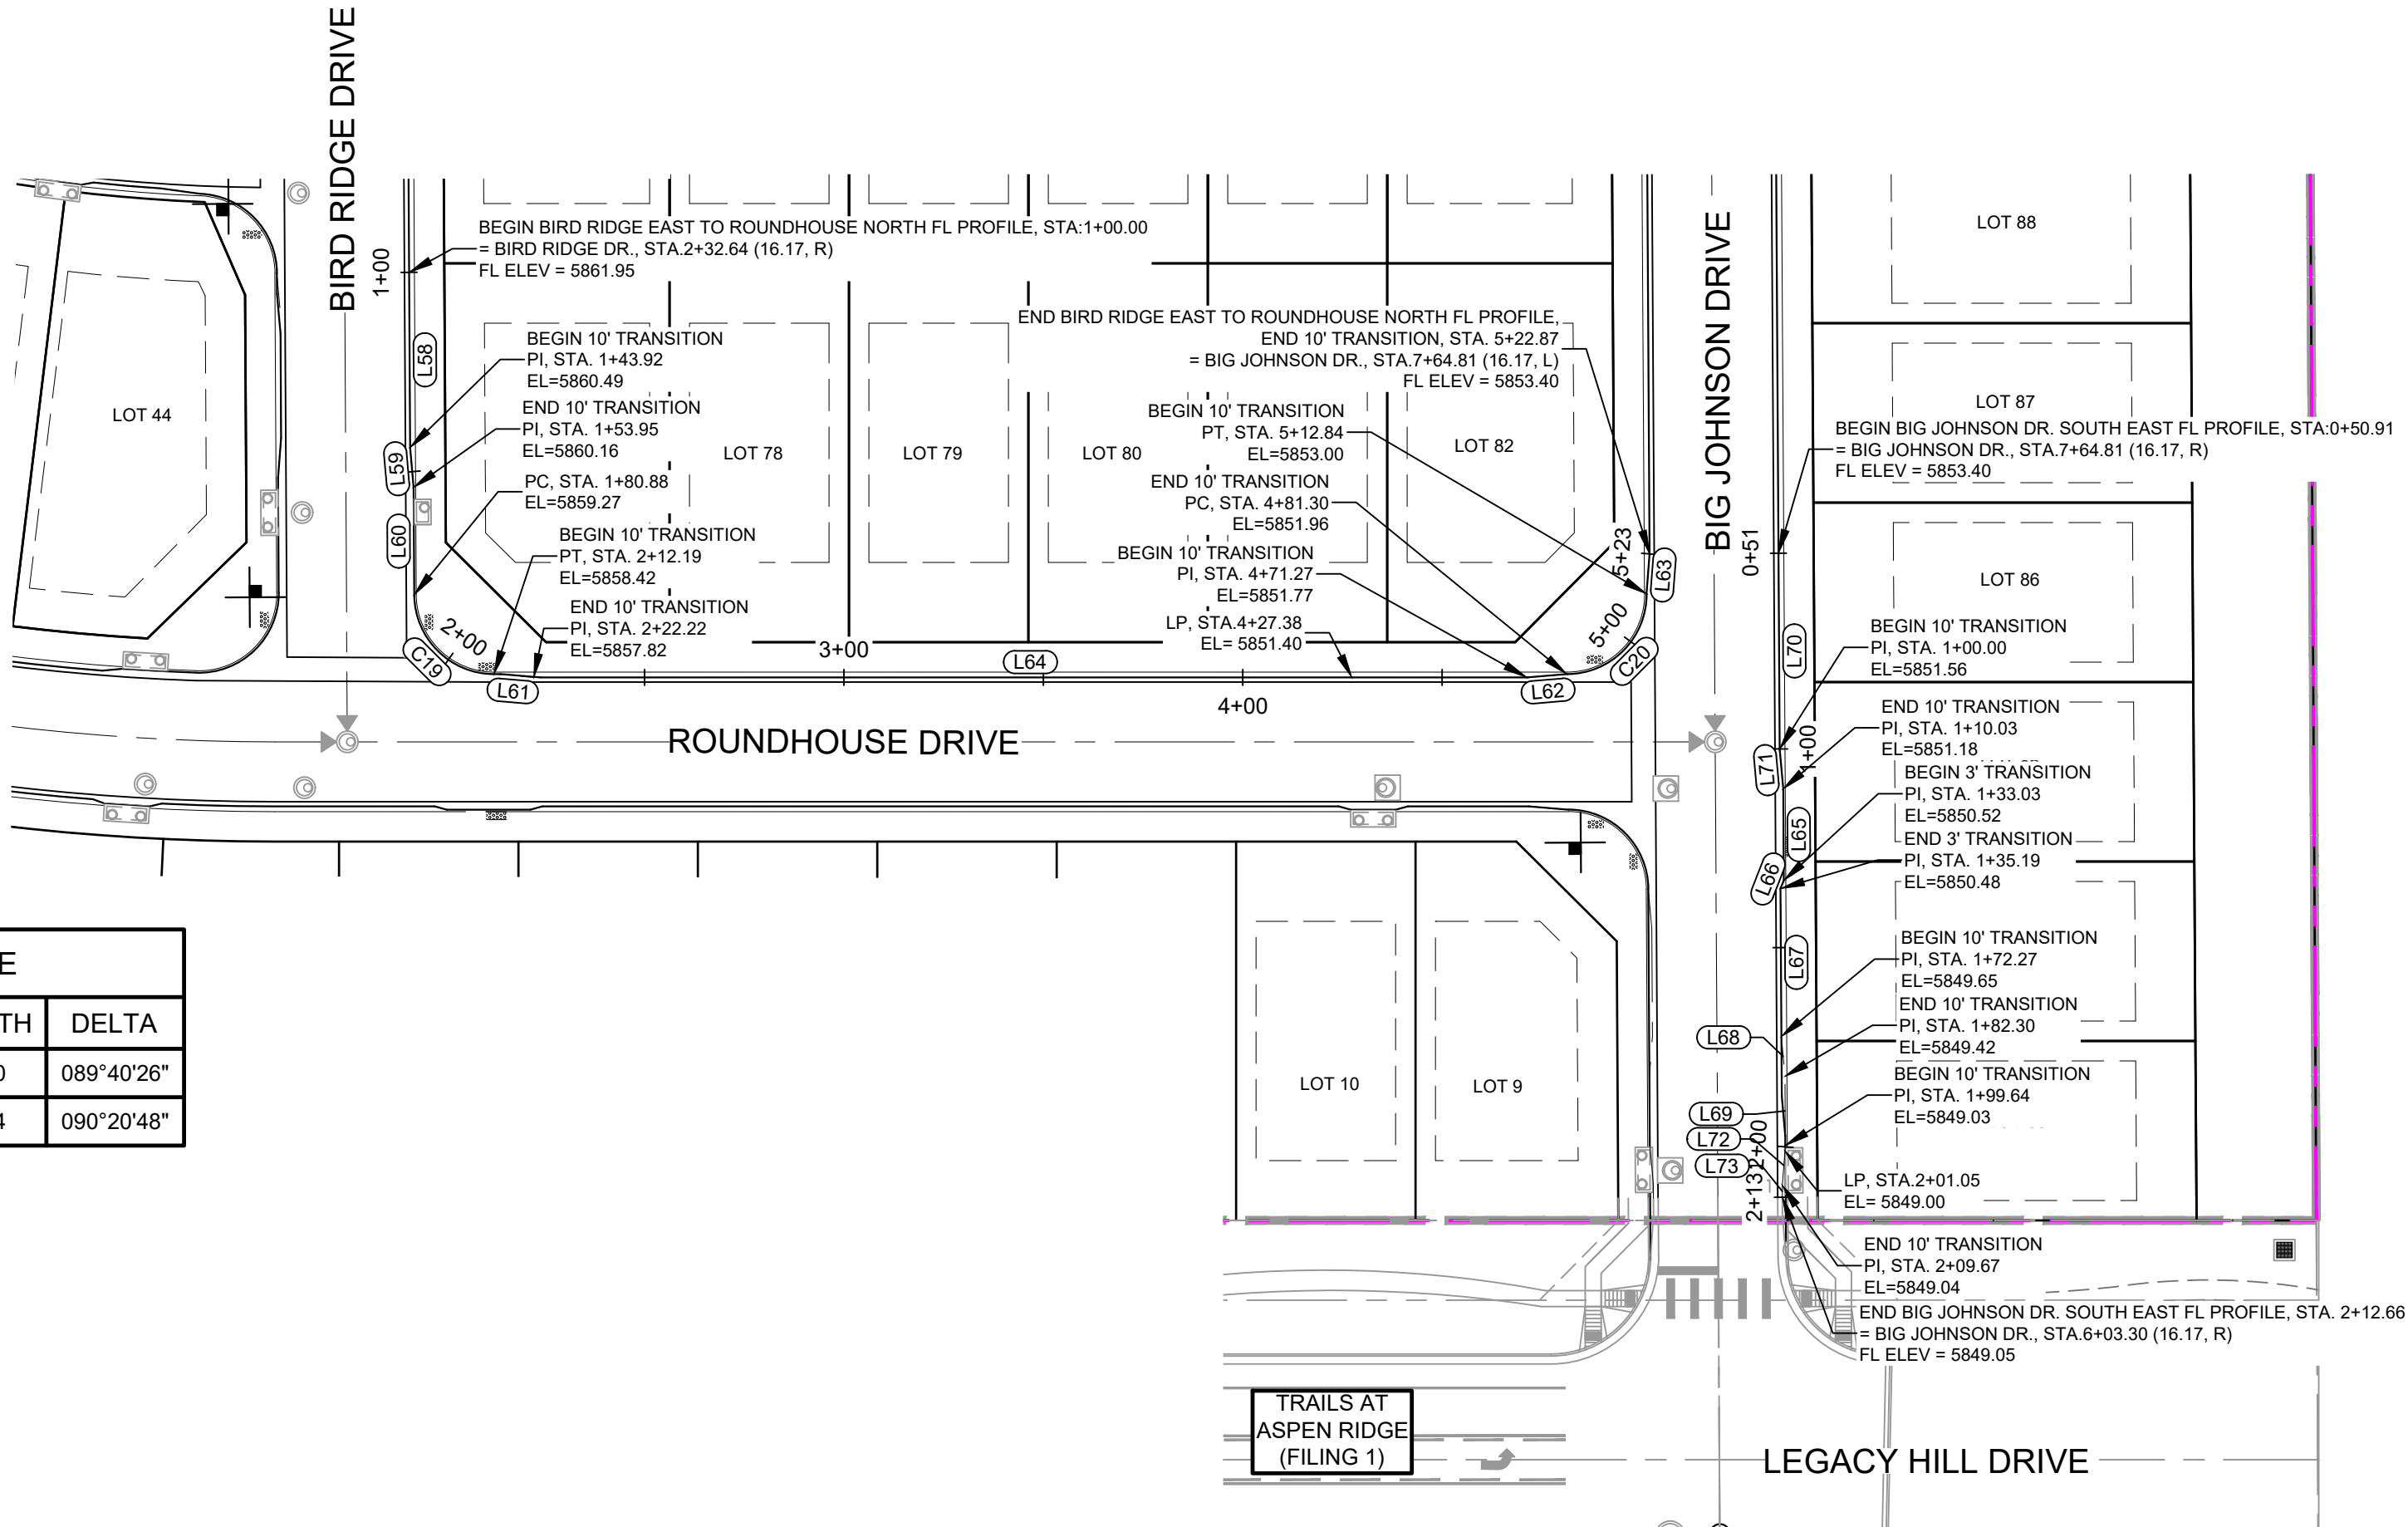 BIRD RIDGE DRIVE
1+00
BEGIN BIRD RIDGE EAST TO ROUNDHOUSE NORTH FL PROFILE, STA:1+00.00
= BIRD RIDGE DR., STA.2+32.64 (16.17, R)
FL ELEV = 5861.95
L58
BEGIN 10' TRANSITION
PI, STA. 1+43.92
EL=5860.49
END 10' TRANSITION
PI, STA. 1+53.95
EL=5860.16
L59
PC, STA. 1+80.88
EL=5859.27
L60
BEGIN 10' TRANSITION
PT, STA. 2+12.19
EL=5858.42
END 10' TRANSITION
PI, STA. 2+22.22
EL=5857.82
2+00
C19
L61
LOT 44
LOT 78
LOT 79
LOT 80
LOT 82
END BIRD RIDGE EAST TO ROUNDHOUSE NORTH FL PROFILE,
END 10' TRANSITION, STA. 5+22.87
= BIG JOHNSON DR., STA.7+64.81 (16.17, L)
FL ELEV = 5853.40
BEGIN 10' TRANSITION
PT, STA. 5+12.84
EL=5853.00
END 10' TRANSITION
PC, STA. 4+81.30
EL=5851.96
BEGIN 10' TRANSITION
PI, STA. 4+71.27
EL=5851.77
LP, STA.4+27.38
EL= 5851.40
3+00
L64
4+00
L62
C20
5+00
5+23
L63
ROUNDHOUSE DRIVE
BIG JOHNSON DRIVE
0+51
LOT 88
LOT 87
BEGIN BIG JOHNSON DR. SOUTH EAST FL PROFILE, STA:0+50.91
= BIG JOHNSON DR., STA.7+64.81 (16.17, R)
FL ELEV = 5853.40
LOT 86
L70
BEGIN 10' TRANSITION
PI, STA. 1+00.00
EL=5851.56
1+00
L71
END 10' TRANSITION
PI, STA. 1+10.03
EL=5851.18
BEGIN 3' TRANSITION
PI, STA. 1+33.03
EL=5850.52
L65
END 3' TRANSITION
PI, STA. 1+35.19
EL=5850.48
L66
L67
BEGIN 10' TRANSITION
PI, STA. 1+72.27
EL=5849.65
L68
END 10' TRANSITION
PI, STA. 1+82.30
EL=5849.42
BEGIN 10' TRANSITION
PI, STA. 1+99.64
EL=5849.03
L69
L72
L73
2+00
2+13
LP, STA.2+01.05
EL= 5849.00
END 10' TRANSITION
PI, STA. 2+09.67
EL=5849.04
END BIG JOHNSON DR. SOUTH EAST FL PROFILE, STA. 2+12.66
= BIG JOHNSON DR., STA.6+03.30 (16.17, R)
FL ELEV = 5849.05
LOT 10
LOT 9
E
TH DELTA
0 089°40'26"
4 090°20'48"
TRAILS AT
ASPEN RIDGE
(FILING 1)
LEGACY HILL DRIVE